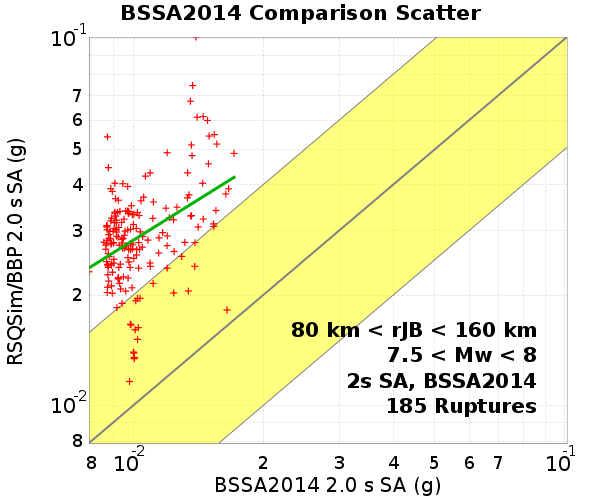 BSSA2014 Comparison Scatter
10-1
7
6
5
4
3
2
10-2
8
RSQSim/BBP 2.0 s SA (g)
80 km < rJB < 160 km
7.5 < Mw < 8
2s SA, BSSA2014
185 Ruptures
8 10-2 2 3 4 5 6 7 10-1
BSSA2014 2.0 s SA (g)